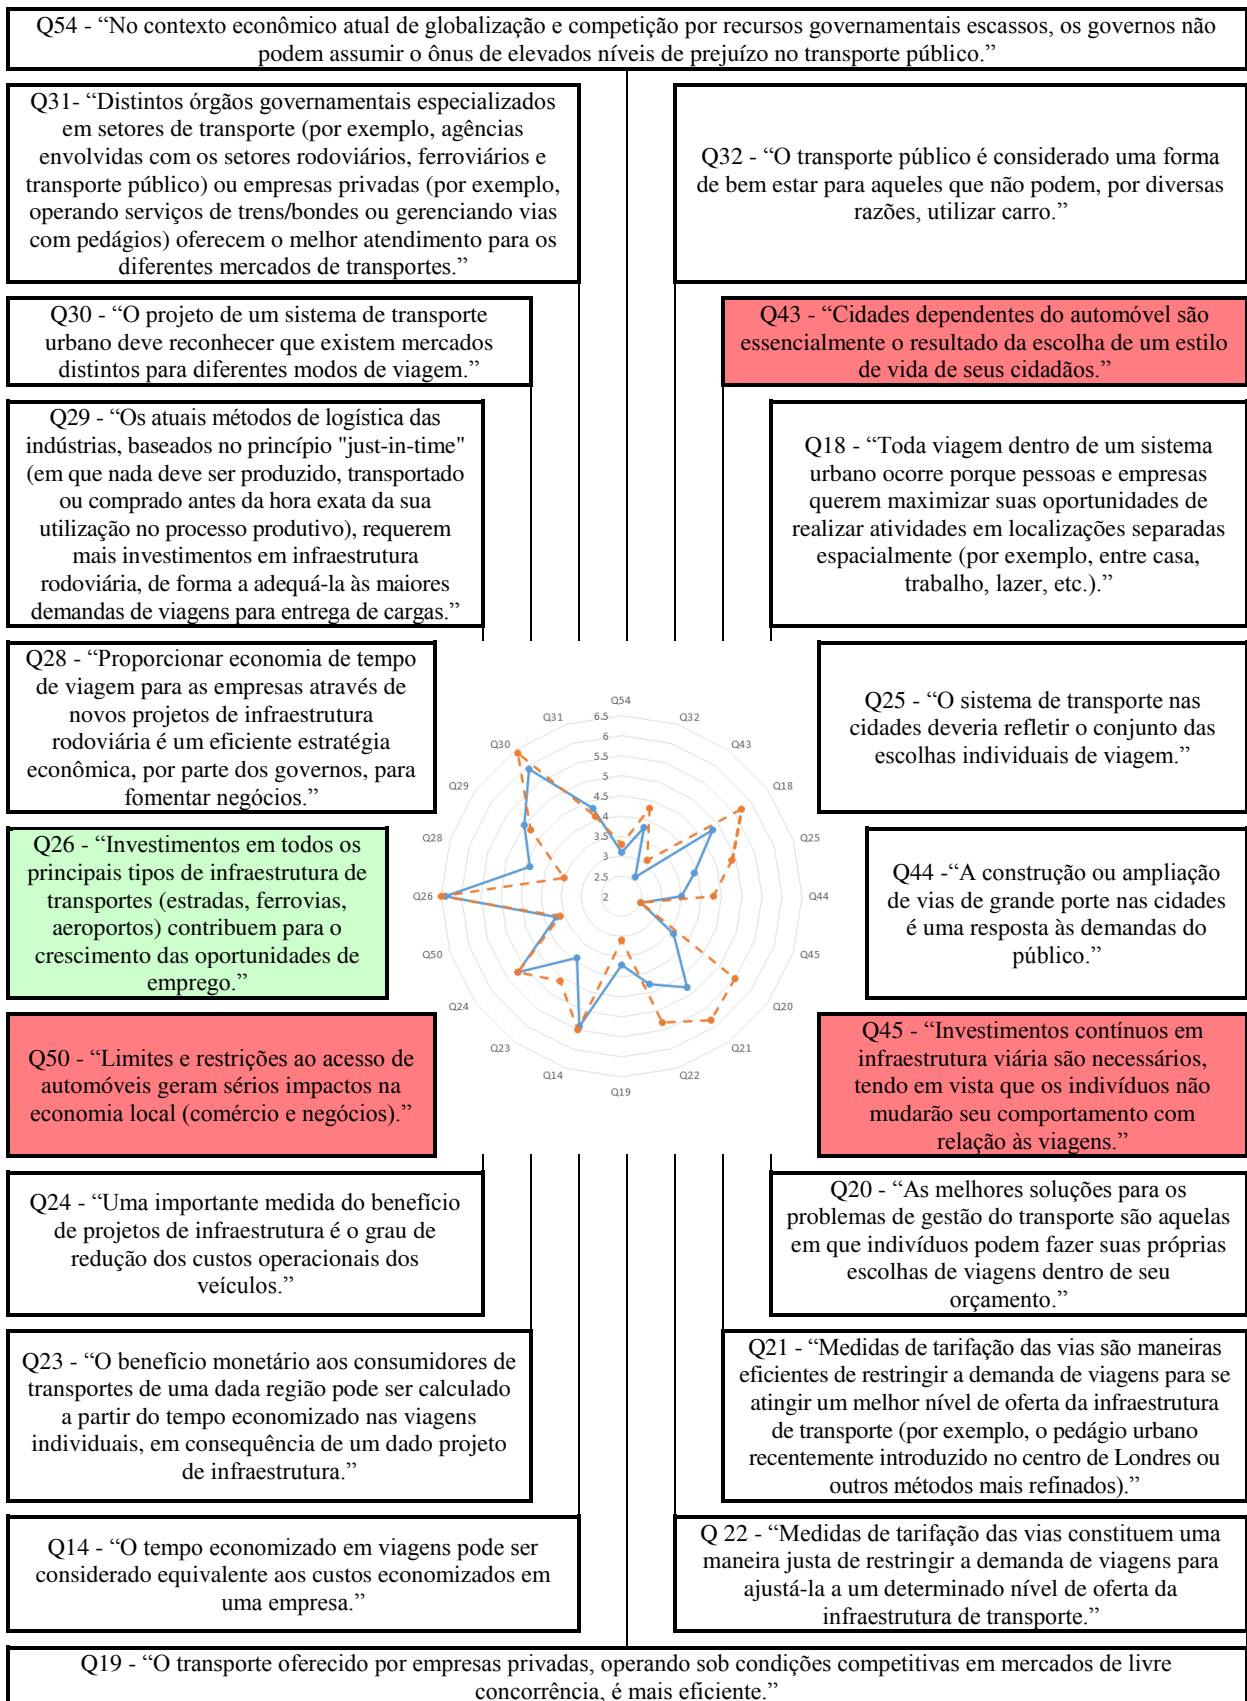 Q54 - “No contexto econômico atual de globalização e competição por recursos governamentais escassos, os governos não
podem assumir o ônus de elevados níveis de prejuízo no transporte público.”
Q31- “Distintos órgãos governamentais especializados
em setores de transporte (por exemplo, agências
envolvidas com os setores rodoviários, ferroviários e
transporte público) ou empresas privadas (por exemplo,
operando serviços de trens/bondes ou gerenciando vias
com pedágios) oferecem o melhor atendimento para os
diferentes mercados de transportes.”
Q32 - “O transporte público é considerado uma forma
de bem estar para aqueles que não podem, por diversas
razões, utilizar carro.”
Q30 - “O projeto de um sistema de transporte
urbano deve reconhecer que existem mercados
distintos para diferentes modos de viagem.”
Q43 - “Cidades dependentes do automóvel são
essencialmente o resultado da escolha de um estilo
de vida de seus cidadãos.”
Q29 - “Os atuais métodos de logística das
indústrias, baseados no princípio "just-in-time"
(em que nada deve ser produzido, transportado
ou comprado antes da hora exata da sua
utilização no processo produtivo), requerem
mais investimentos em infraestrutura
rodoviária, de forma a adequá-la às maiores
demandas de viagens para entrega de cargas.”
Q18 - “Toda viagem dentro de um sistema
urbano ocorre porque pessoas e empresas
querem maximizar suas oportunidades de
realizar atividades em localizações separadas
espacialmente (por exemplo, entre casa,
trabalho, lazer, etc.).”
Q28 - “Proporcionar economia de tempo
de viagem para as empresas através de
novos projetos de infraestrutura
rodoviária é um eficiente estratégia
econômica, por parte dos governos, para
fomentar negócios.”
Q25 - “O sistema de transporte nas
cidades deveria refletir o conjunto das
escolhas individuais de viagem.”
Q54
Q32
Q43
Q18
Q25
Q44
Q45
Q20
Q21
Q22
Q19
Q14
Q23
Q24
Q50
Q26
Q28
Q29
Q30
Q31
6.5
6
5.5
5
4.5
4
3.5
3
2.5
2
Q26 - “Investimentos em todos os
principais tipos de infraestrutura de
transportes (estradas, ferrovias,
aeroportos) contribuem para o
crescimento das oportunidades de
emprego.”
Q44 -“A construção ou ampliação
de vias de grande porte nas cidades
é uma resposta às demandas do
público.”
Q50 - “Limites e restrições ao acesso de
automóveis geram sérios impactos na
economia local (comércio e negócios).”
Q45 - “Investimentos contínuos em
infraestrutura viária são necessários,
tendo em vista que os indivíduos não
mudarão seu comportamento com
relação às viagens.”
Q24 - “Uma importante medida do benefício
de projetos de infraestrutura é o grau de
redução dos custos operacionais dos
veículos.”
Q20 - “As melhores soluções para os
problemas de gestão do transporte são aquelas
em que indivíduos podem fazer suas próprias
escolhas de viagens dentro de seu
orçamento.”
Q23 - “O benefício monetário aos consumidores de
transportes de uma dada região pode ser calculado
a partir do tempo economizado nas viagens
individuais, em consequência de um dado projeto
de infraestrutura.”
Q21 - “Medidas de tarifação das vias são maneiras
eficientes de restringir a demanda de viagens para se
atingir um melhor nível de oferta da infraestrutura
de transporte (por exemplo, o pedágio urbano
recentemente introduzido no centro de Londres ou
outros métodos mais refinados).”
Q14 - “O tempo economizado em viagens pode ser
considerado equivalente aos custos economizados em
uma empresa.”
Q 22 - “Medidas de tarifação das vias constituem uma
maneira justa de restringir a demanda de viagens para
ajustá-la a um determinado nível de oferta da
infraestrutura de transporte.”
Q19 - “O transporte oferecido por empresas privadas, operando sob condições competitivas em mercados de livre
concorrência, é mais eficiente.”